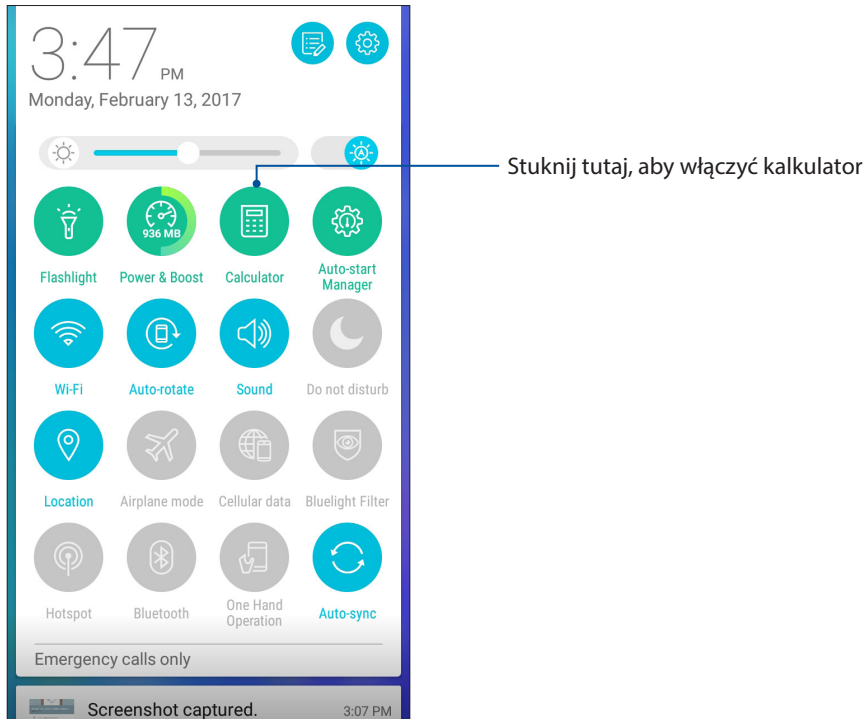 3:47 PM
Monday, February 13, 2017
A
Stuknij tutaj, aby włączyć kalkulator
936 MB
Flashlight Power & Boost Calculator Auto-start
Manager
Wi-Fi Auto-rotate Sound Do not disturb
Location Airplane mode Cellular data Bluelight Filter
Hotspot Bluetooth One Hand
Operation Auto-sync
Emergency calls only
Screenshot captured. 3:07 PM